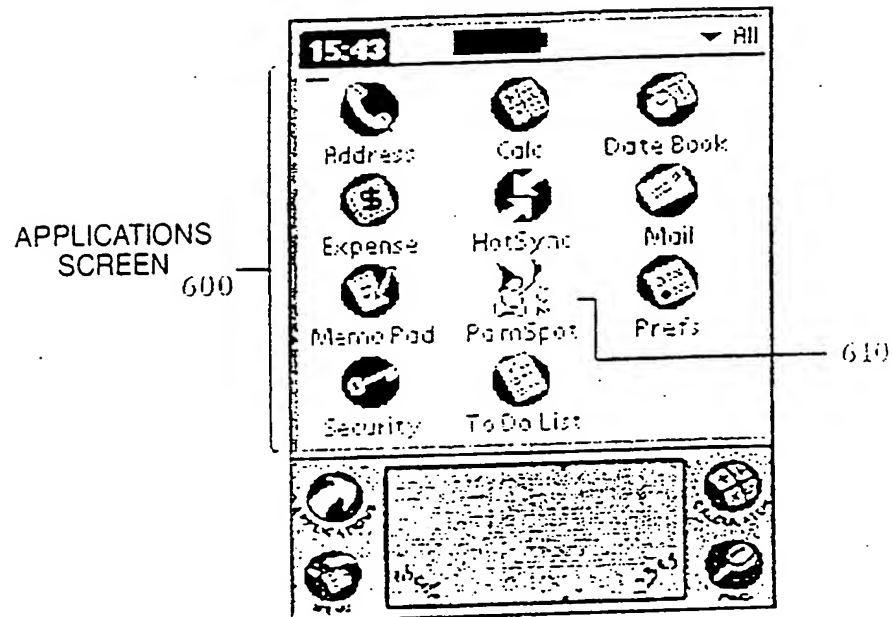 15:43
All
Address
Calc
Date Book
Expense
HotSync
Mail
APPLICATIONS
SCREEN
600
Memo Pad
PalmSpot
Prefs
610
Security
To Do List